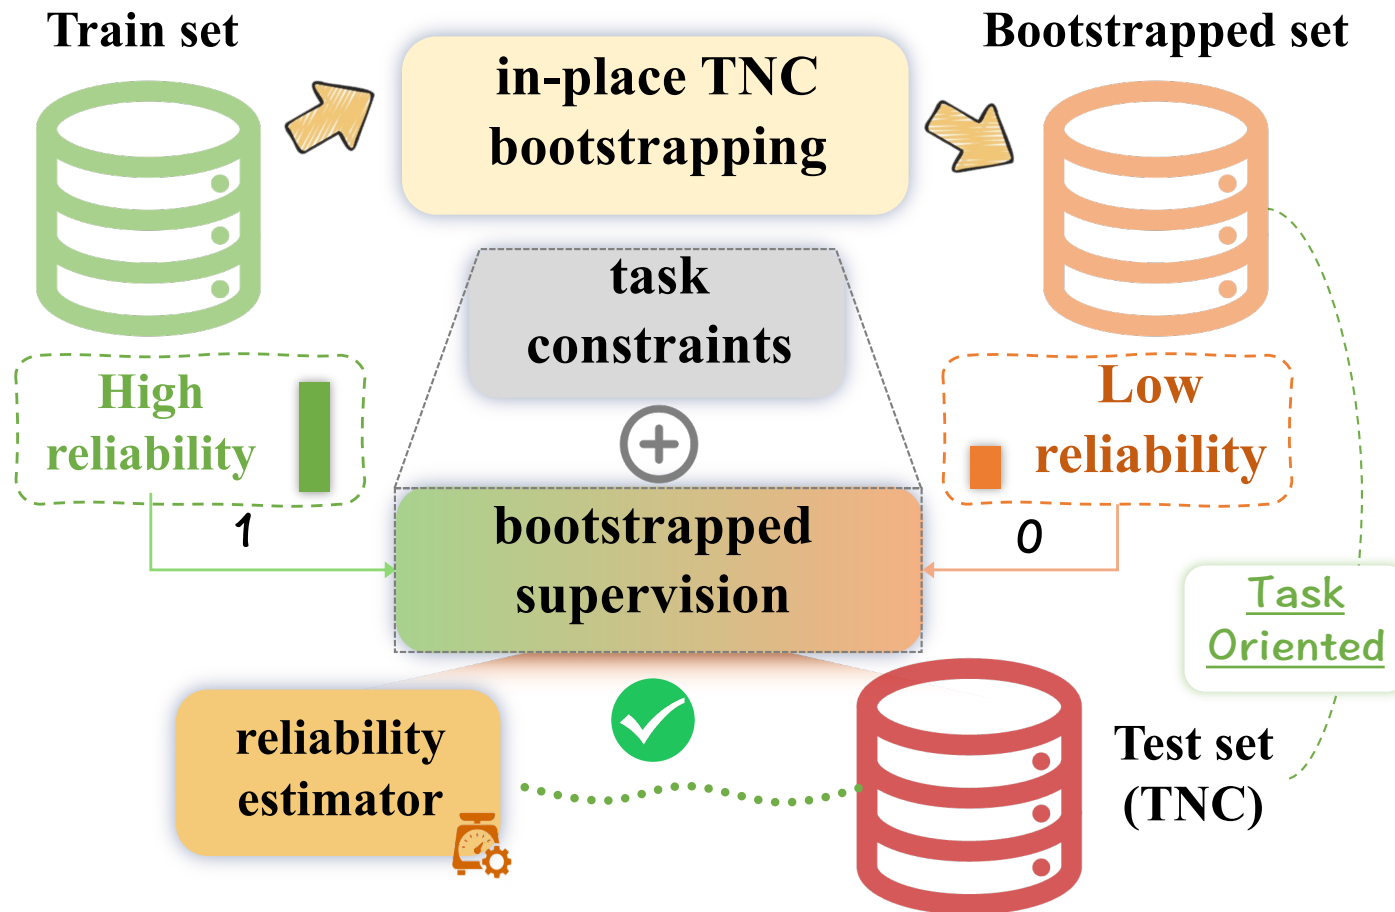 Train set
in-place TNC
bootstrapping
Bootstrapped set
task
constraints
High
reliability
Low
reliability
1
0
bootstrapped
supervision
Task
Oriented
reliability
estimator
Test set
(TNC)